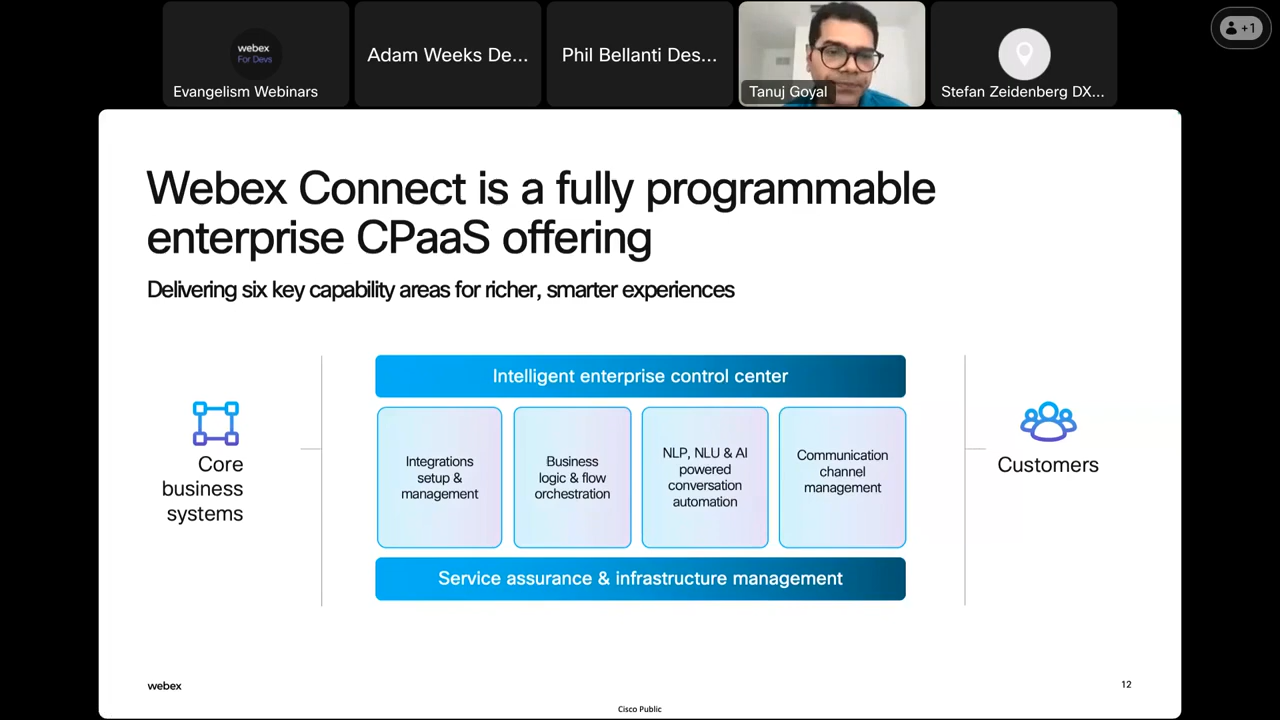 webex
For Devs
Evangelism Webinars
Adam Weeks De...
Phil Bellanti Des...
Tanuj Goyal
Stefan Zeidenberg DX...
+1
Webex Connect is a fully programmable
enterprise CPaaS offering
Delivering six key capability areas for richer, smarter experiences
Core
business
systems
Intelligent enterprise control center
Integrations
setup &
management
Business
logic & flow
orchestration
NLP, NLU & AI
powered
conversation
automation
Communication
channel
management
Service assurance & infrastructure management
Customers
webex
12
Cisco Public